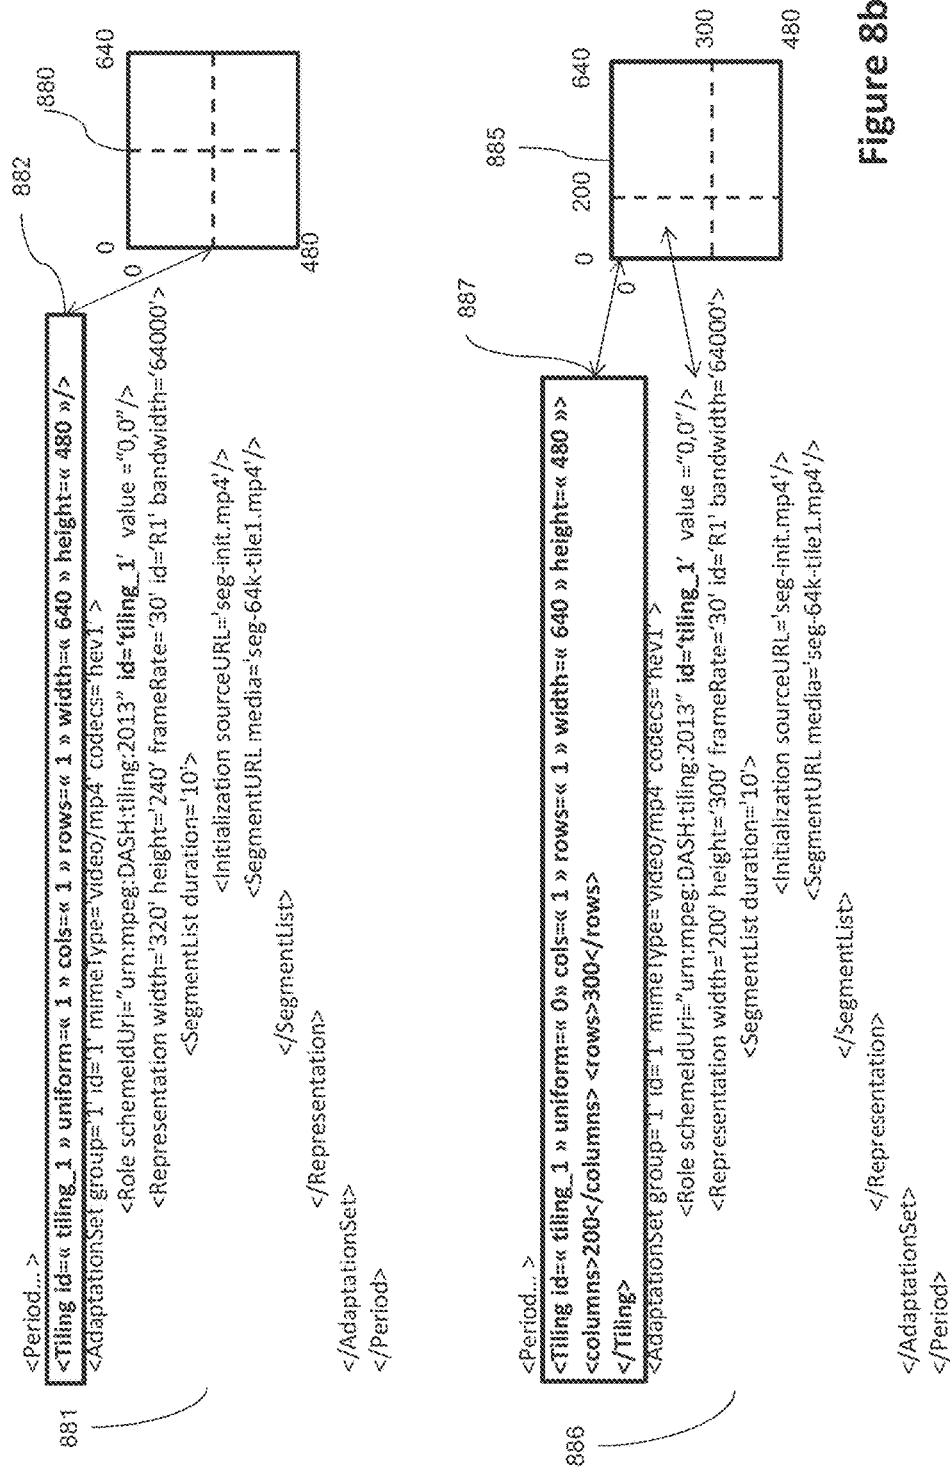 881
<Period... >
<Tiling id=« tiling_1 » uniform=« 1 » cols=« 1 » rows=« 1 » width=« 640 » height=« 480 »/>
<AdaptationSet group='1' id='1' mimeType='video/mp4' codecs='hev1' >
<Role schemeIdUri="urn:mpeg:DASH:tiling:2013" id='tiling_1' value ="0,0"/>
<Representation width='320' height='240' frameRate='30' id='R1' bandwidth='64000'>
<SegmentList duration='10'>
<Initialization sourceURL='seg-init.mp4'/>
<SegmentURL media='seg-64k-tile1.mp4'/>
</SegmentList>
</Representation>
</AdaptationSet>
</Period>
882
880
0
640
0
480
886
<Period... >
<Tiling id=« tiling_1 » uniform=« 0» cols=« 1 » rows=« 1 » width=« 640 » height=« 480 »>
<columns>200</columns> <rows>300</rows>
</Tiling>
<AdaptationSet group='1' id='1' mimeType='video/mp4' codecs='hev1' >
<Role schemeIdUri="urn:mpeg:DASH:tiling:2013" id='tiling_1' value ="0,0"/>
<Representation width='200' height='300' frameRate='30' id='R1' bandwidth='64000'>
<SegmentList duration='10'>
<Initialization sourceURL='seg-init.mp4'/>
<SegmentURL media='seg-64k-tile1.mp4'/>
</SegmentList>
</Representation>
</AdaptationSet>
</Period>
887
885
0
200
640
0
300
480
Figure 8b